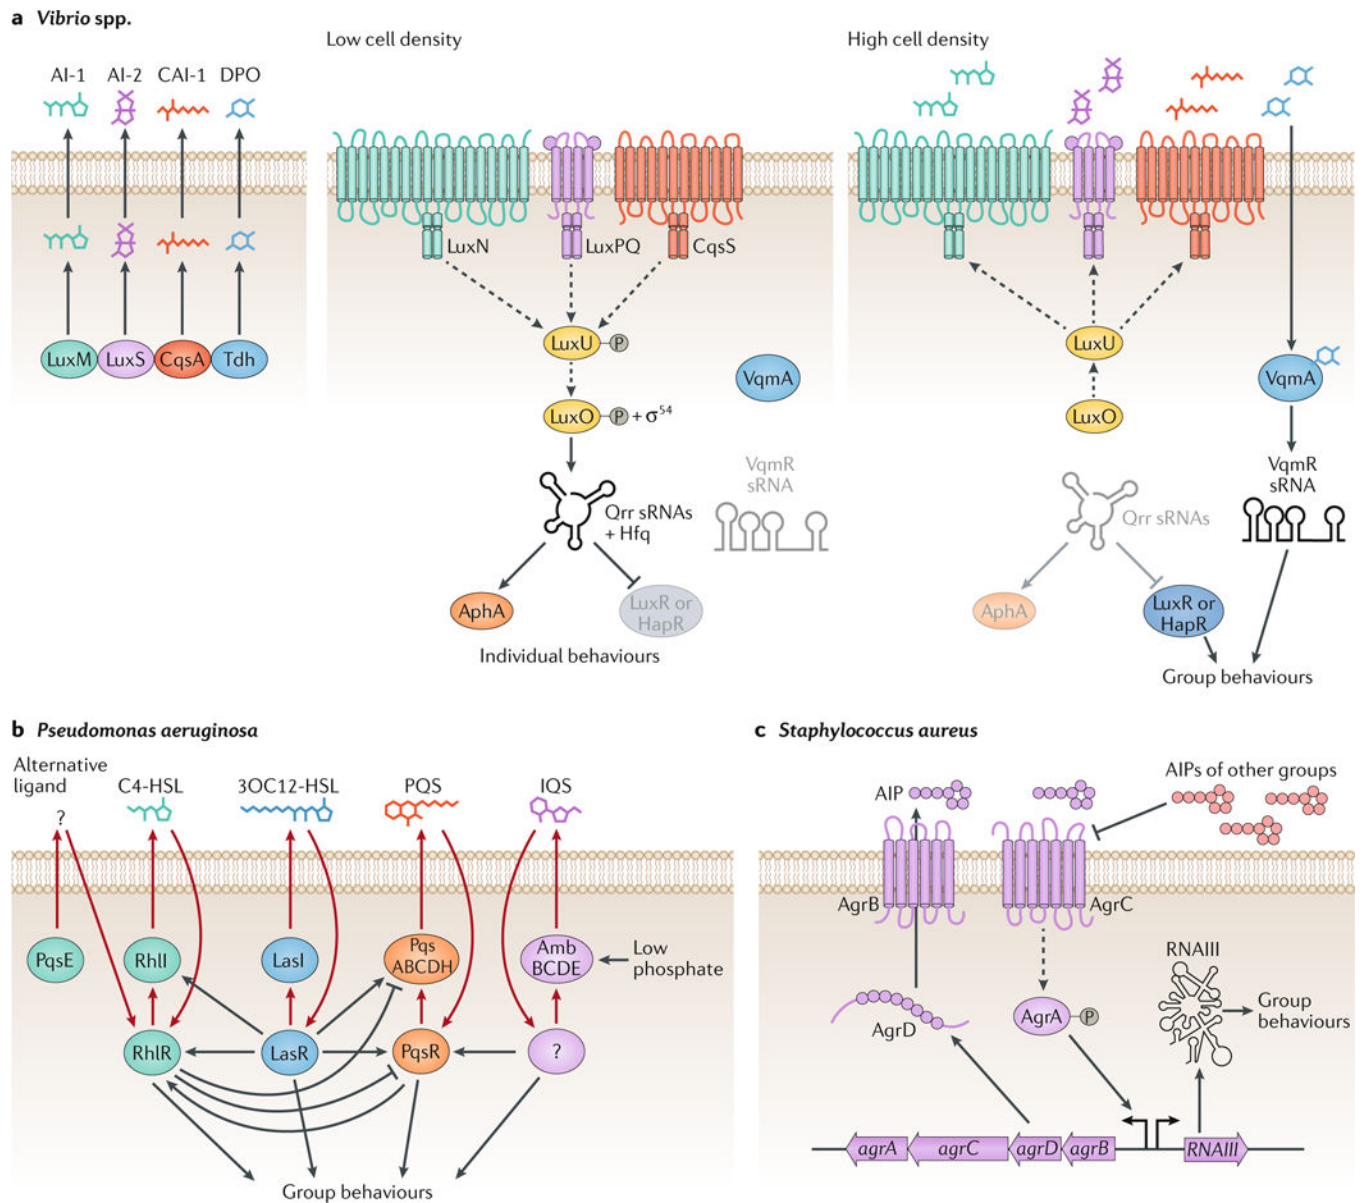 a Vibrio spp.
Low cell density
High cell density
AI-1 AI-2 CAI-1 DPO
LuxN LuxPQ CqsS
LuxM LuxS CqsA Tdh
LuxU P
VqmA
LuxO P + σ54
VqmR
sRNA
Qrr sRNAs
+ Hfq
AphA
LuxR or
HapR
Individual behaviours
LuxU
VqmA
LuxO
VqmR
sRNA
Qrr sRNAs
AphA
LuxR or
HapR
Group behaviours
b Pseudomonas aeruginosa
Alternative
ligand
?
C4-HSL 3OC12-HSL PQS IQS
PqsE RhlI LasI
Pqs
ABCDH
Amb
BCDE
Low
phosphate
RhlR LasR PqsR ?
Group behaviours
c Staphylococcus aureus
AIP
AIPs of other groups
AgrB AgrC
AgrD
AgrA P
RNAIII
Group
behaviours
agrA agrC agrD agrB RNAIII